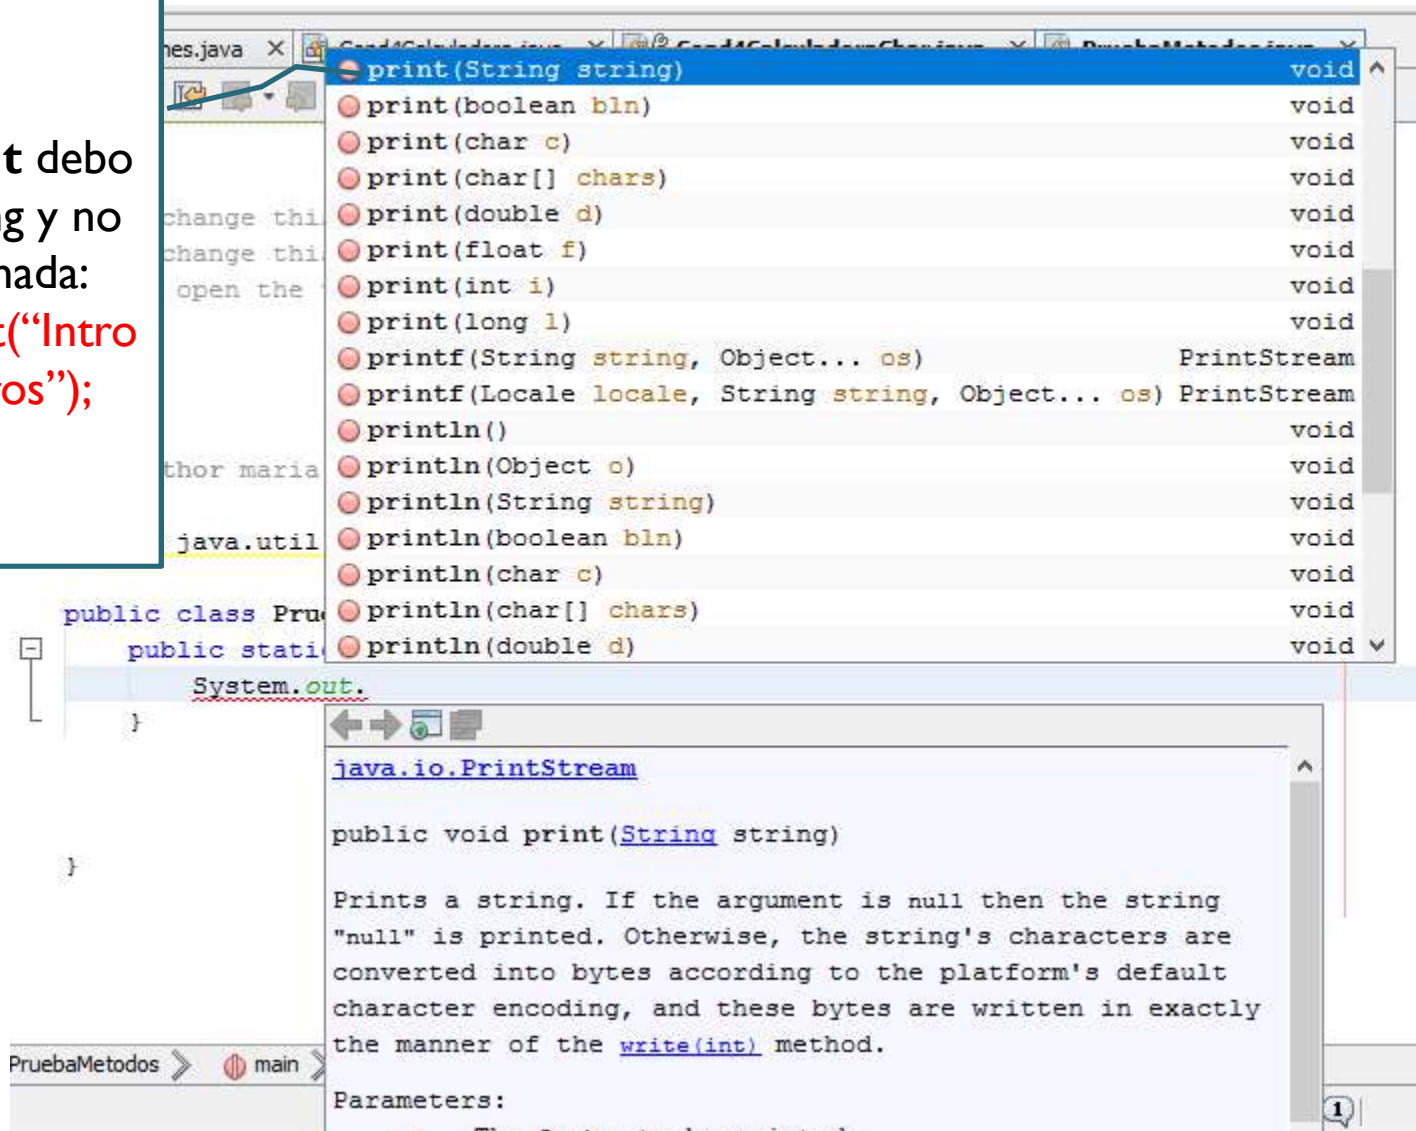 nes.java
PruebaMetodos.java
t debo
g y no
nada:
t(“Intro
os”);
print(String string) void
print(boolean bln) void
print(char c) void
print(char[] chars) void
print(double d) void
print(float f) void
print(int i) void
print(long l) void
printf(String string, Object... os) PrintStream
printf(Locale locale, String string, Object... os) PrintStream
println() void
println(Object o) void
println(String string) void
println(boolean bln) void
println(char c) void
println(char[] chars) void
println(double d) void
change thi
change thi
open the
thor maria
java.util
public class Pru
public stati
System.out.
}
}
java.io.PrintStream
public void print(String string)
Prints a string. If the argument is null then the string
"null" is printed. Otherwise, the string's characters are
converted into bytes according to the platform's default
character encoding, and these bytes are written in exactly
the manner of the write(int) method.
Parameters:
PruebaMetodos main
1